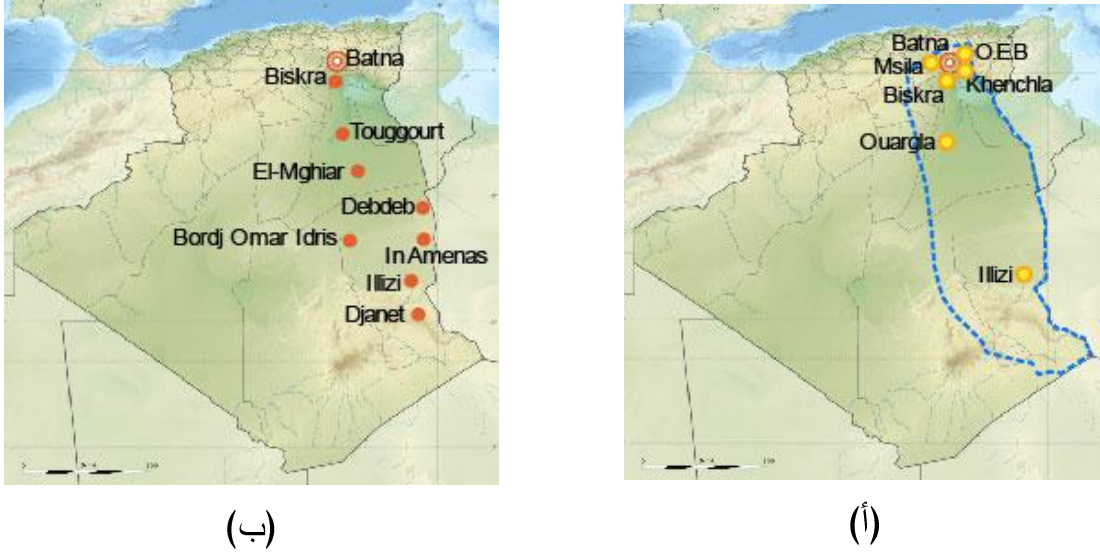 Batna
Biskra
Touggourt
El-Mghiar
Debdeb
Bordj Omar Idris
In Amenas
Illizi
Djanet
(ب)
Batna
O.E.B
Msila
Khenchla
Biskra
Ouargla
Illizi
(أ)